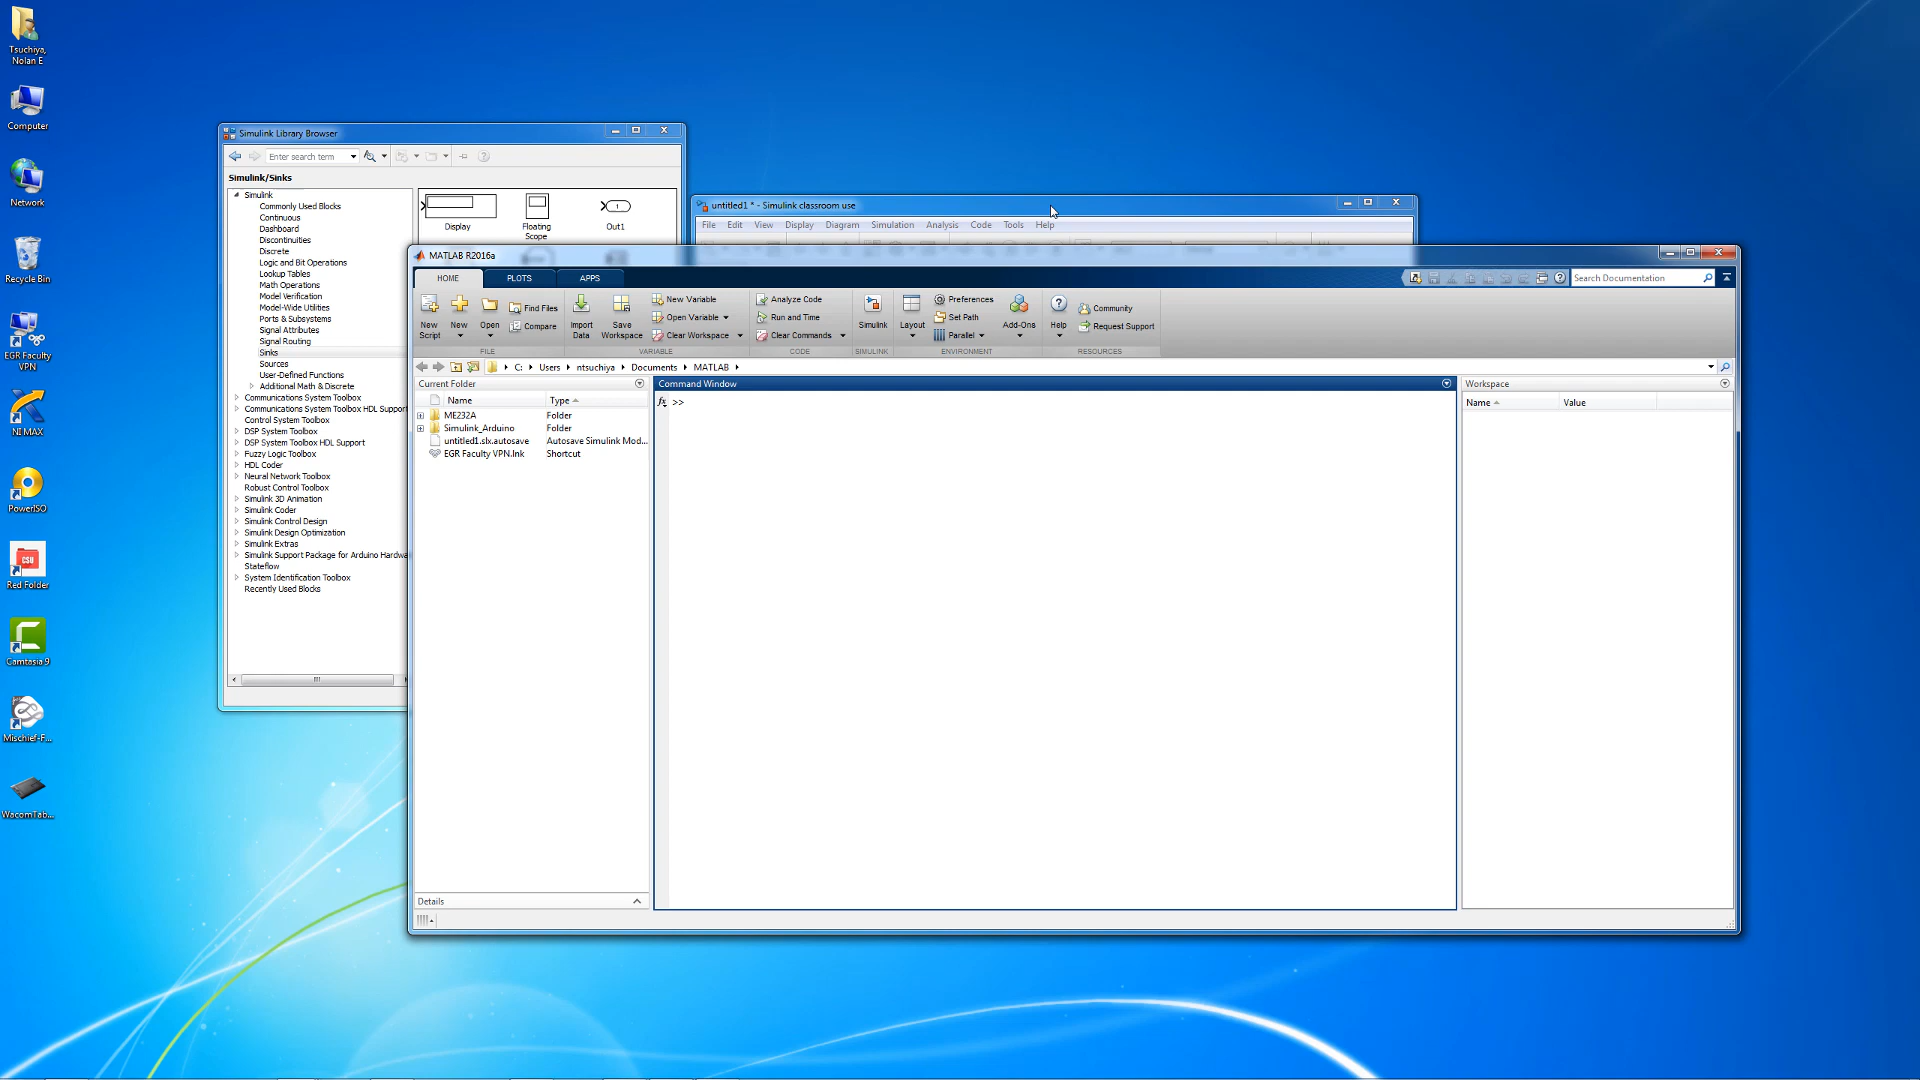 Tsuchiya,
Nolan E
Computer
Network
Recycle Bin
EGR Faculty
VPN
NI MAX
PowerISO
CSU
Red Folder
Camtasia 9
Mischief-F...
WacomTab...
Simulink Library Browser
Enter search term
Simulink/Sinks
Simulink
Commonly Used Blocks
Continuous
Dashboard
Discontinuities
Discrete
Logic and Bit Operations
Lookup Tables
Math Operations
Model Verification
Model-Wide Utilities
Ports & Subsystems
Signal Attributes
Signal Routing
Sinks
Sources
User-Defined Functions
Additional Math & Discrete
Communications System Toolbox
Communications System Toolbox HDL Support
Control System Toolbox
DSP System Toolbox
DSP System Toolbox HDL Support
Fuzzy Logic Toolbox
HDL Coder
Neural Network Toolbox
Robust Control Toolbox
Simulink 3D Animation
Simulink Coder
Simulink Control Design
Simulink Design Optimization
Simulink Extras
Simulink Support Package for Arduino Hardwa
Stateflow
System Identification Toolbox
Recently Used Blocks
Display
Floating
Scope
1
Out1
untitled1 * - Simulink classroom use
File Edit View Display Diagram Simulation Analysis Code Tools Help
MATLAB R2016a
HOME PLOTS APPS
Search Documentation
New
Script
New
Open
Find Files
Compare
FILE
Import
Data
Save
Workspace
New Variable
Open Variable
Clear Workspace
VARIABLE
Analyze Code
Run and Time
Clear Commands
CODE
Simulink
SIMULINK
Layout
Preferences
Set Path
Parallel
Add-Ons
ENVIRONMENT
Help
Community
Request Support
RESOURCES
C: Users ntsuchiya Documents MATLAB
Current Folder
Name Type
ME232A Folder
Simulink_Arduino Folder
untitled1.slx.autosave Autosave Simulink Mod...
EGR Faculty VPN.lnk Shortcut
Details
Command Window
fx >>
Workspace
Name Value